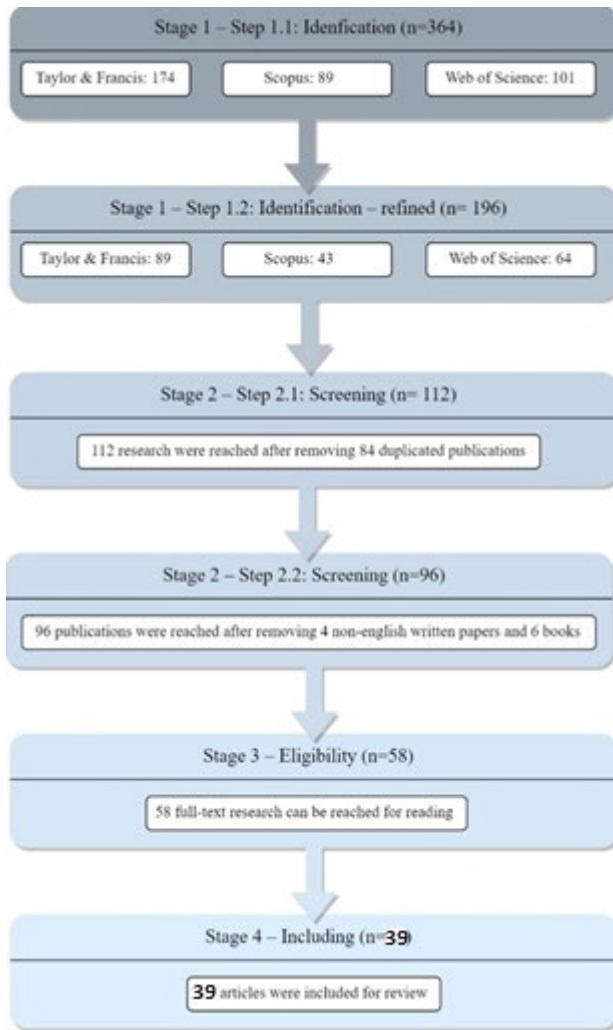 Stage 1 – Step 1.1: Idenfication (n=364)
Taylor & Francis: 174 Scopus: 89 Web of Science: 101
Stage 1 – Step 1.2: Identification – refined (n= 196)
Taylor & Francis: 89 Scopus: 43 Web of Science: 64
Stage 2 – Step 2.1: Screening (n= 112)
112 research were reached after removing 84 duplicated publications
Stage 2 – Step 2.2: Screening (n=96)
96 publications were reached after removing 4 non-english written papers and 6 books
Stage 3 – Eligibility (n=58)
58 full-text research can be reached for reading
Stage 4 – Including (n=39)
39 articles were included for review